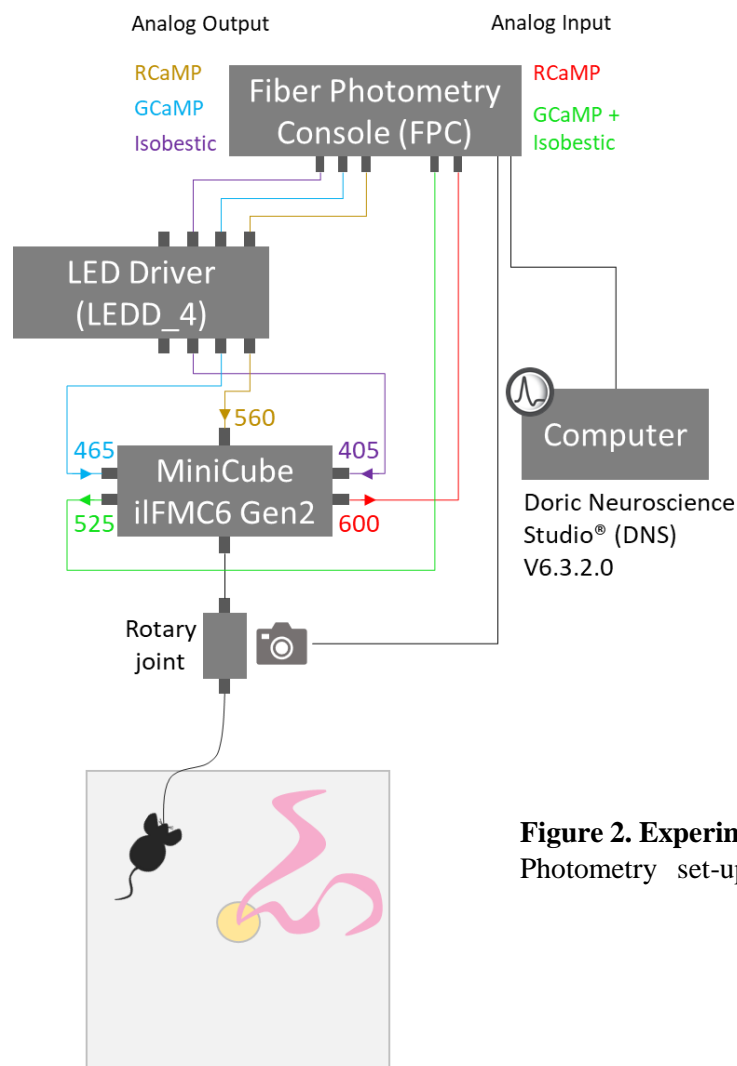 Analog Output
Analog Input
RCaMP
GCaMP
Isobestic
Fiber Photometry
Console (FPC)
RCaMP
GCaMP +
Isobestic
LED Driver
(LEDD_4)
560
465
405
MiniCube
ilFMC6 Gen2
525
600
Computer
Doric Neuroscience
Studio® (DNS)
V6.3.2.0
Rotary
joint
Figure 2. Experin
Photometry set-up